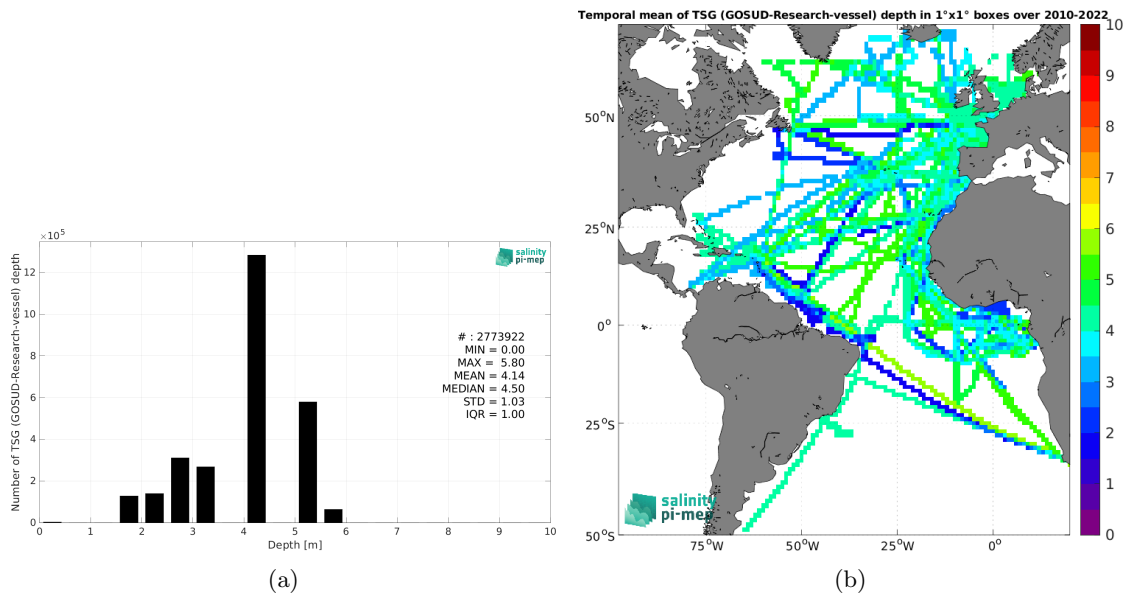 ×10⁵
12
10
8
6
4
2
0
Number of TSG (GOSUD-Research-vessel) depth
salinity
pi-mep
# : 2773922
MIN = 0.00
MAX = 5.80
MEAN = 4.14
MEDIAN = 4.50
STD = 1.03
IQR = 1.00
0 1 2 3 4 5 6 7 8 9 10
Depth [m]
(a)
Temporal mean of TSG (GOSUD-Research-vessel) depth in 1°x1° boxes over 2010-2022
50°N
25°N
0°
25°S
50°S
75°W 50°W 25°W 0°
salinity
pi-mep
10
9
8
7
6
5
4
3
2
1
0
(b)